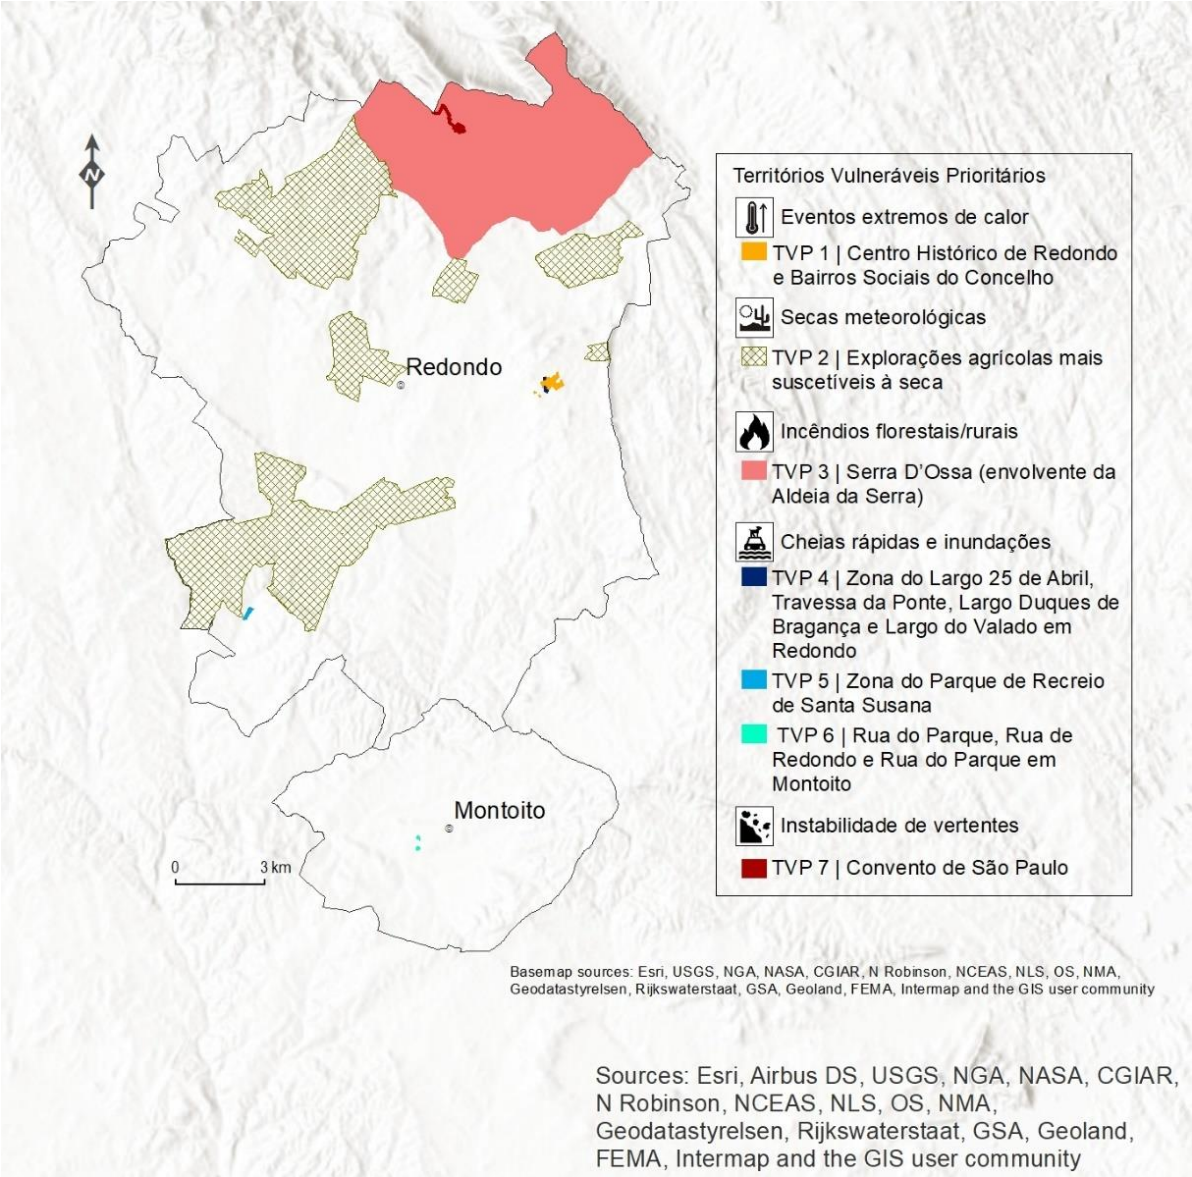 N
Territórios Vulneráveis Prioritários
Eventos extremos de calor
TVP 1 | Centro Histórico de Redondo
e Bairros Sociais do Concelho
Secas meteorológicas
TVP 2 | Explorações agrícolas mais
suscetíveis à seca
Incêndios florestais/rurais
TVP 3 | Serra D'Ossa (envolvente da
Aldeia da Serra)
Cheias rápidas e inundações
TVP 4 | Zona do Largo 25 de Abril,
Travessa da Ponte, Largo Duques de
Bragança e Largo do Valado em
Redondo
TVP 5 | Zona do Parque de Recreio
de Santa Susana
TVP 6 | Rua do Parque, Rua de
Redondo e Rua do Parque em
Montoito
Instabilidade de vertentes
TVP 7 | Convento de São Paulo
Redondo
Montoito
0 3 km
Basemap sources: Esri, USGS, NGA, NASA, CGIAR, N Robinson, NCEAS, NLS, OS, NMA,
Geodatastyrelsen, Rijkswaterstaat, GSA, Geoland, FEMA, Intermap and the GIS user community
Sources: Esri, Airbus DS, USGS, NGA, NASA, CGIAR,
N Robinson, NCEAS, NLS, OS, NMA,
Geodatastyrelsen, Rijkswaterstaat, GSA, Geoland,
FEMA, Intermap and the GIS user community